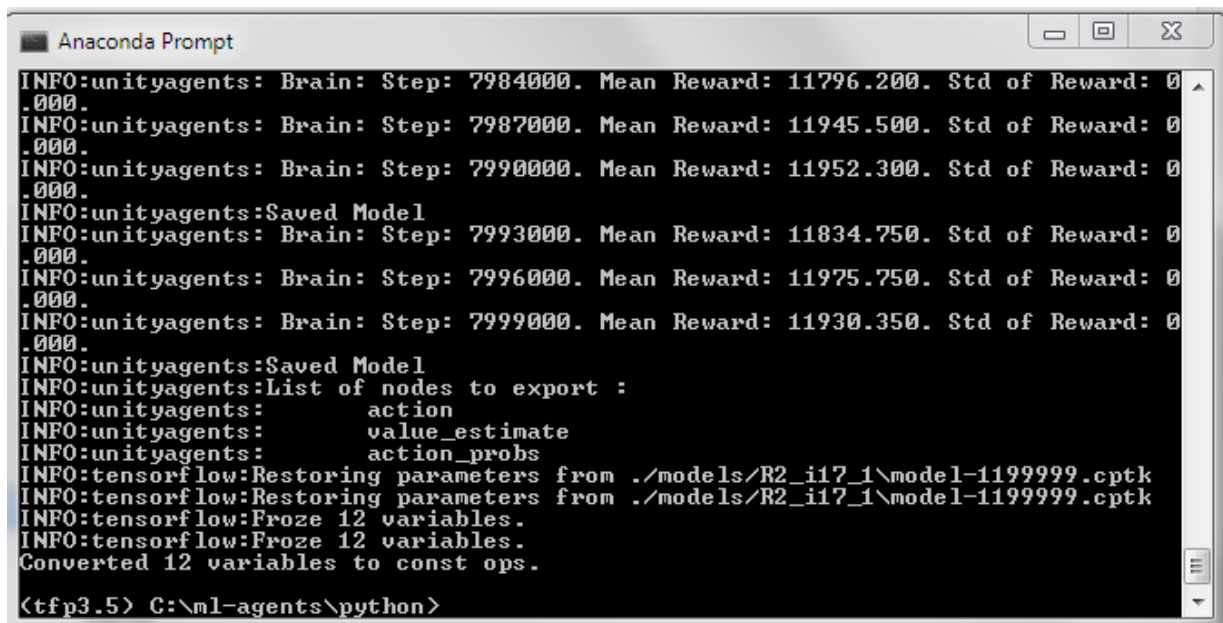 Anaconda Prompt
INFO:unityagents: Brain: Step: 7984000. Mean Reward: 11796.200. Std of Reward: 0
.000.
INFO:unityagents: Brain: Step: 7987000. Mean Reward: 11945.500. Std of Reward: 0
.000.
INFO:unityagents: Brain: Step: 7990000. Mean Reward: 11952.300. Std of Reward: 0
.000.
INFO:unityagents:Saved Model
INFO:unityagents: Brain: Step: 7993000. Mean Reward: 11834.750. Std of Reward: 0
.000.
INFO:unityagents: Brain: Step: 7996000. Mean Reward: 11975.750. Std of Reward: 0
.000.
INFO:unityagents: Brain: Step: 7999000. Mean Reward: 11930.350. Std of Reward: 0
.000.
INFO:unityagents:Saved Model
INFO:unityagents:List of nodes to export :
INFO:unityagents:        action
INFO:unityagents:        value_estimate
INFO:unityagents:        action_probs
INFO:tensorflow:Restoring parameters from ./models/R2_i17_1\model-1199999.cptk
INFO:tensorflow:Restoring parameters from ./models/R2_i17_1\model-1199999.cptk
INFO:tensorflow:Froze 12 variables.
INFO:tensorflow:Froze 12 variables.
Converted 12 variables to const ops.
(tfp3.5) C:\ml-agents\python>